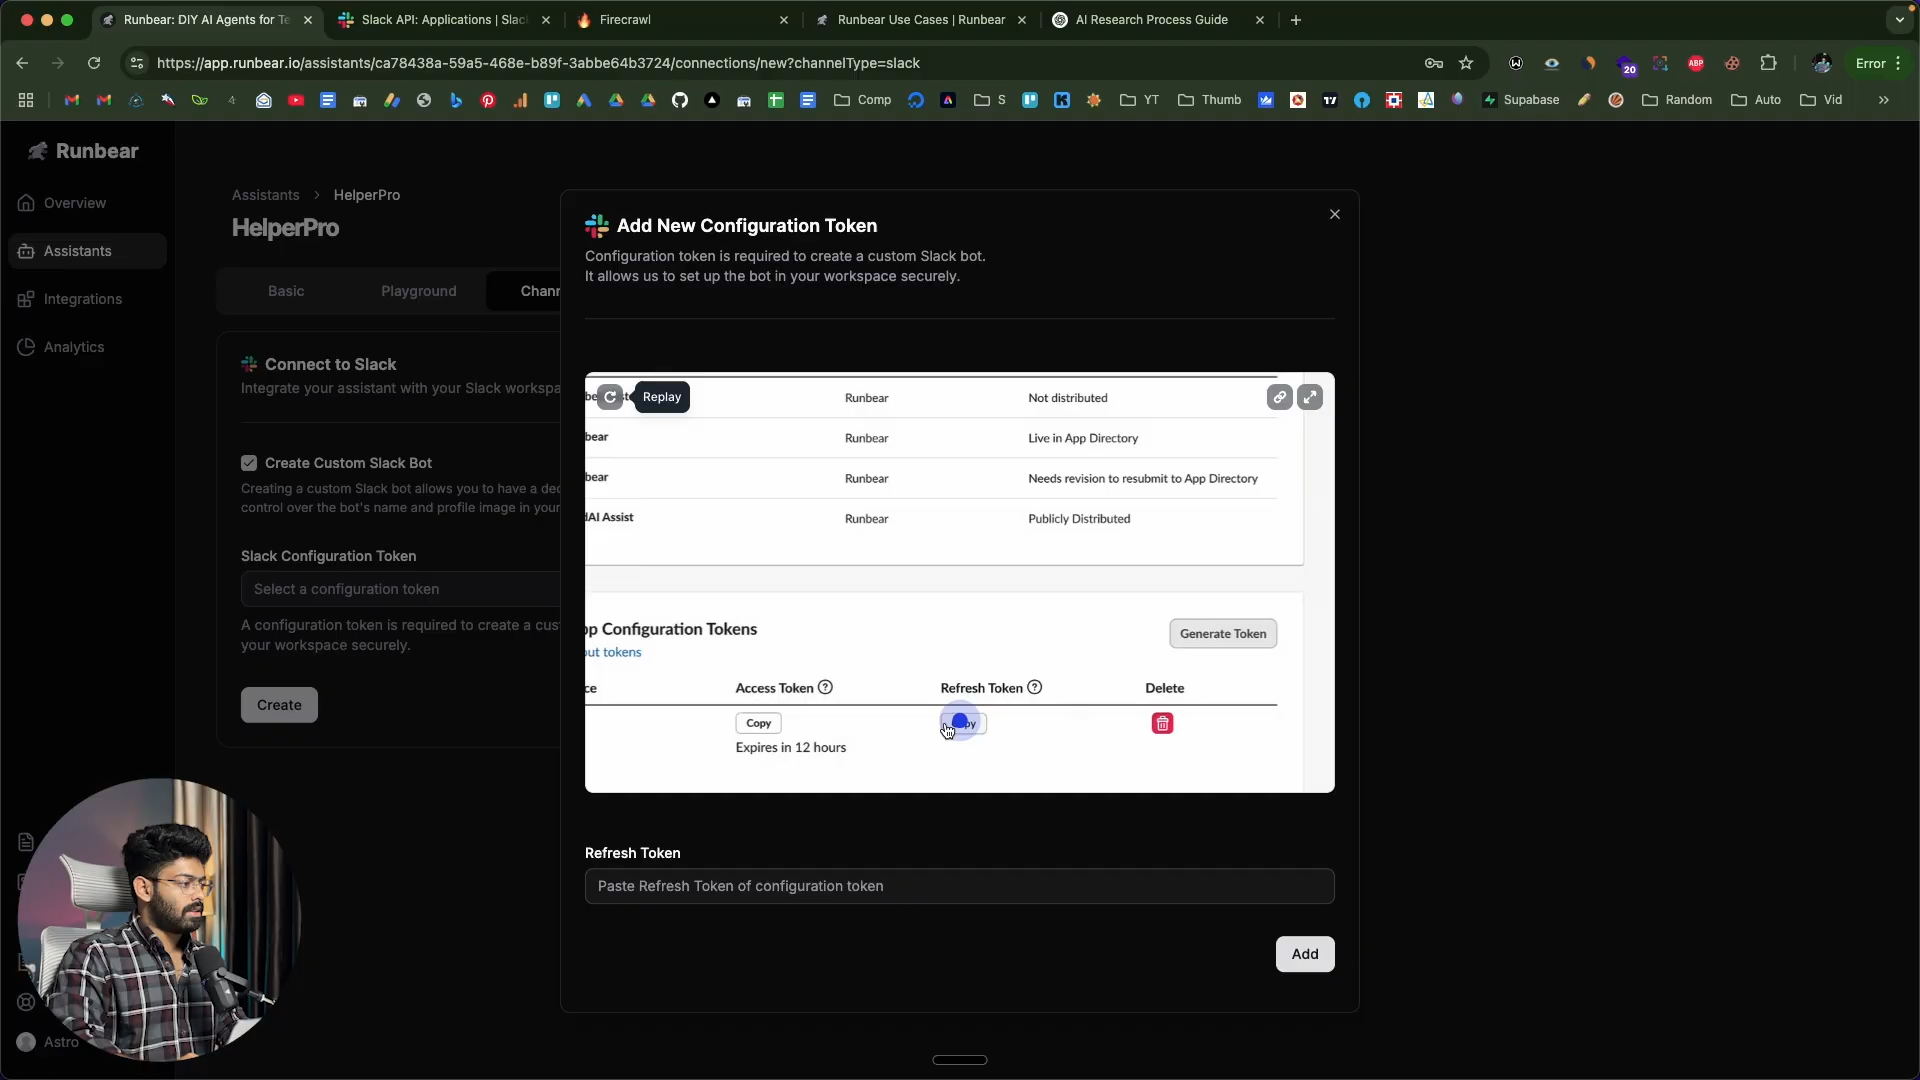 Runbear: DIY AI Agents for Te
Slack API: Applications | Slac
Firecrawl
Runbear Use Cases | Runbear
AI Research Process Guide
https://app.runbear.io/assistants/ca78438a-59a5-468e-b89f-3abbe64b3724/connections/new?channelType=slack
20
ABP
Error
Comp
S
YT
Thumb
Supabase
Random
Auto
Vid
Runbear
Overview
Assistants
Integrations
Analytics
Astro
Assistants > HelperPro
HelperPro
Basic
Playground
Chann
Connect to Slack
Integrate your assistant with your Slack workspa
Create Custom Slack Bot
Creating a custom Slack bot allows you to have a dec
control over the bot's name and profile image in your
Slack Configuration Token
Select a configuration token
A configuration token is required to create a cust
your workspace securely.
Create
Add New Configuration Token
Configuration token is required to create a custom Slack bot.
It allows us to set up the bot in your workspace securely.
Replay
Runbear Not distributed
bear Runbear Live in App Directory
bear Runbear Needs revision to resubmit to App Directory
AI Assist Runbear Publicly Distributed
pp Configuration Tokens
Generate Token
out tokens
ce Access Token Refresh Token Delete
Copy
Expires in 12 hours
Refresh Token
Paste Refresh Token of configuration token
Add